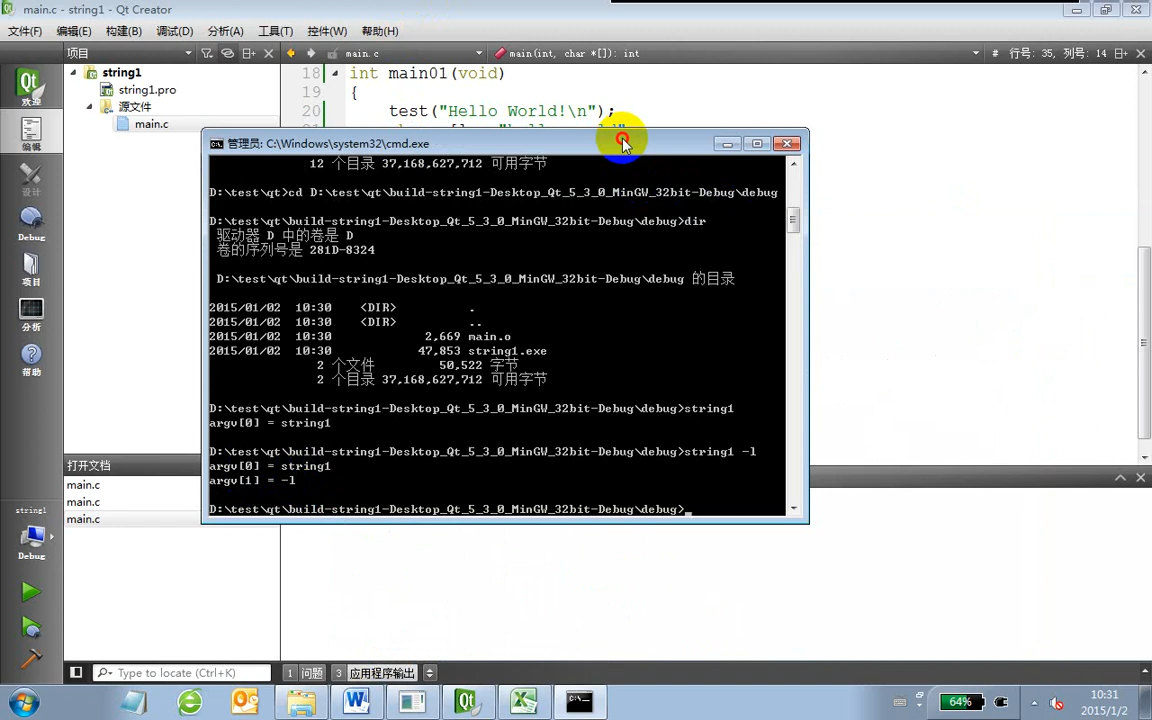 main.c - string1 - Qt Creator
文件(F) 编辑(E) 构建(B) 调试(D) 分析(A) 工具(T) 控件(W) 帮助(H)
项目 main.c main(int, char *[]): int # 行号: 35, 列号: 14
string1
string1.pro
源文件
main.c
欢迎
编辑
设计
Debug
项目
分析
帮助
18 int main01(void)
19 {
20 test("Hello World!\n");
管理员: C:\Windows\system32\cmd.exe
12 个目录 37,168,627,712 可用字节
D:\test\qt>cd D:\test\qt\build-string1-Desktop_Qt_5_3_0_MinGW_32bit-Debug\debug
D:\test\qt\build-string1-Desktop_Qt_5_3_0_MinGW_32bit-Debug\debug>dir
驱动器 D 中的卷是 D
卷的序列号是 281D-8324
D:\test\qt\build-string1-Desktop_Qt_5_3_0_MinGW_32bit-Debug\debug 的目录
2015/01/02 10:30 <DIR> .
2015/01/02 10:30 <DIR> ..
2015/01/02 10:30 2,669 main.o
2015/01/02 10:30 47,853 string1.exe
2 个文件 50,522 字节
2 个目录 37,168,627,712 可用字节
D:\test\qt\build-string1-Desktop_Qt_5_3_0_MinGW_32bit-Debug\debug>string1
argv[0] = string1
D:\test\qt\build-string1-Desktop_Qt_5_3_0_MinGW_32bit-Debug\debug>string1 -l
argv[0] = string1
argv[1] = -l
D:\test\qt\build-string1-Desktop_Qt_5_3_0_MinGW_32bit-Debug\debug>_
打开文档
main.c
main.c
main.c
string1
Debug
Type to locate (Ctrl+K) 1 问题 3 应用程序输出
64% 10:31
2015/1/2